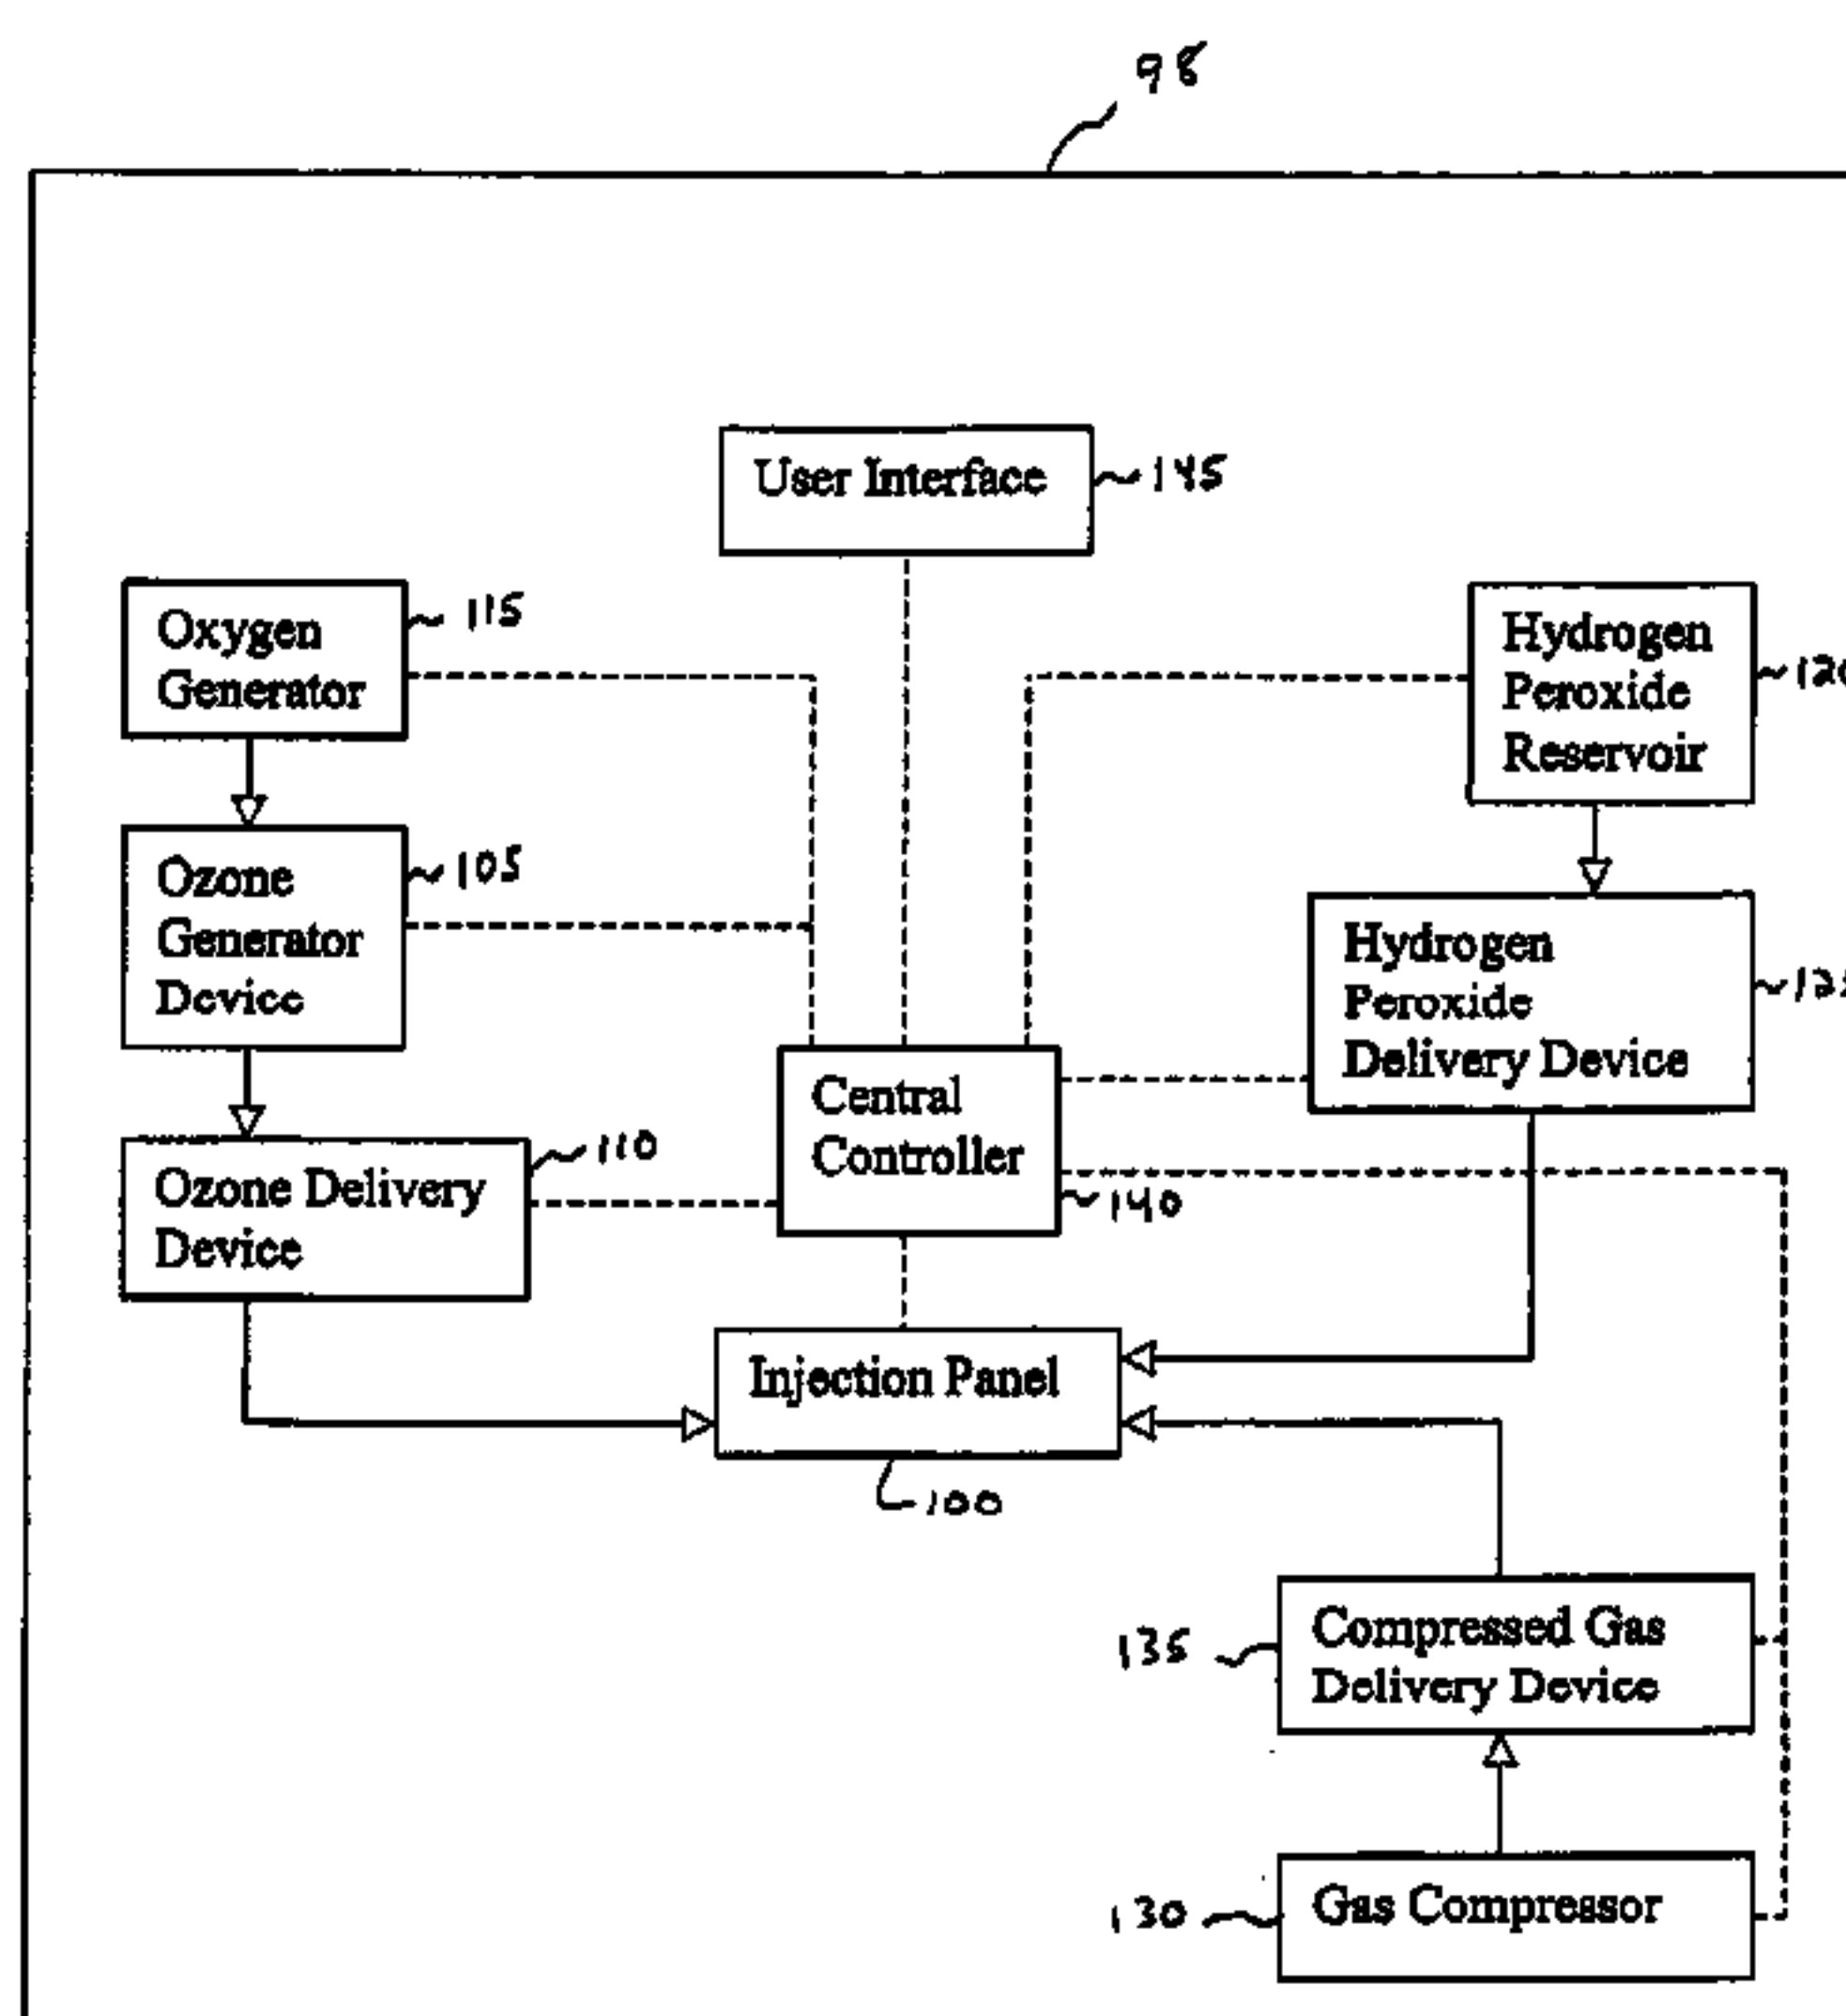 98
User Interface
145
Oxygen
Generator
115
Hydrogen
Peroxide
Reservoir
Ozone
Generator
Device
105
Hydrogen
Peroxide
Delivery Device
Central
Controller
140
Ozone Delivery
Device
110
Injection Panel
100
Compressed Gas
Delivery Device
135
Gas Compressor
130